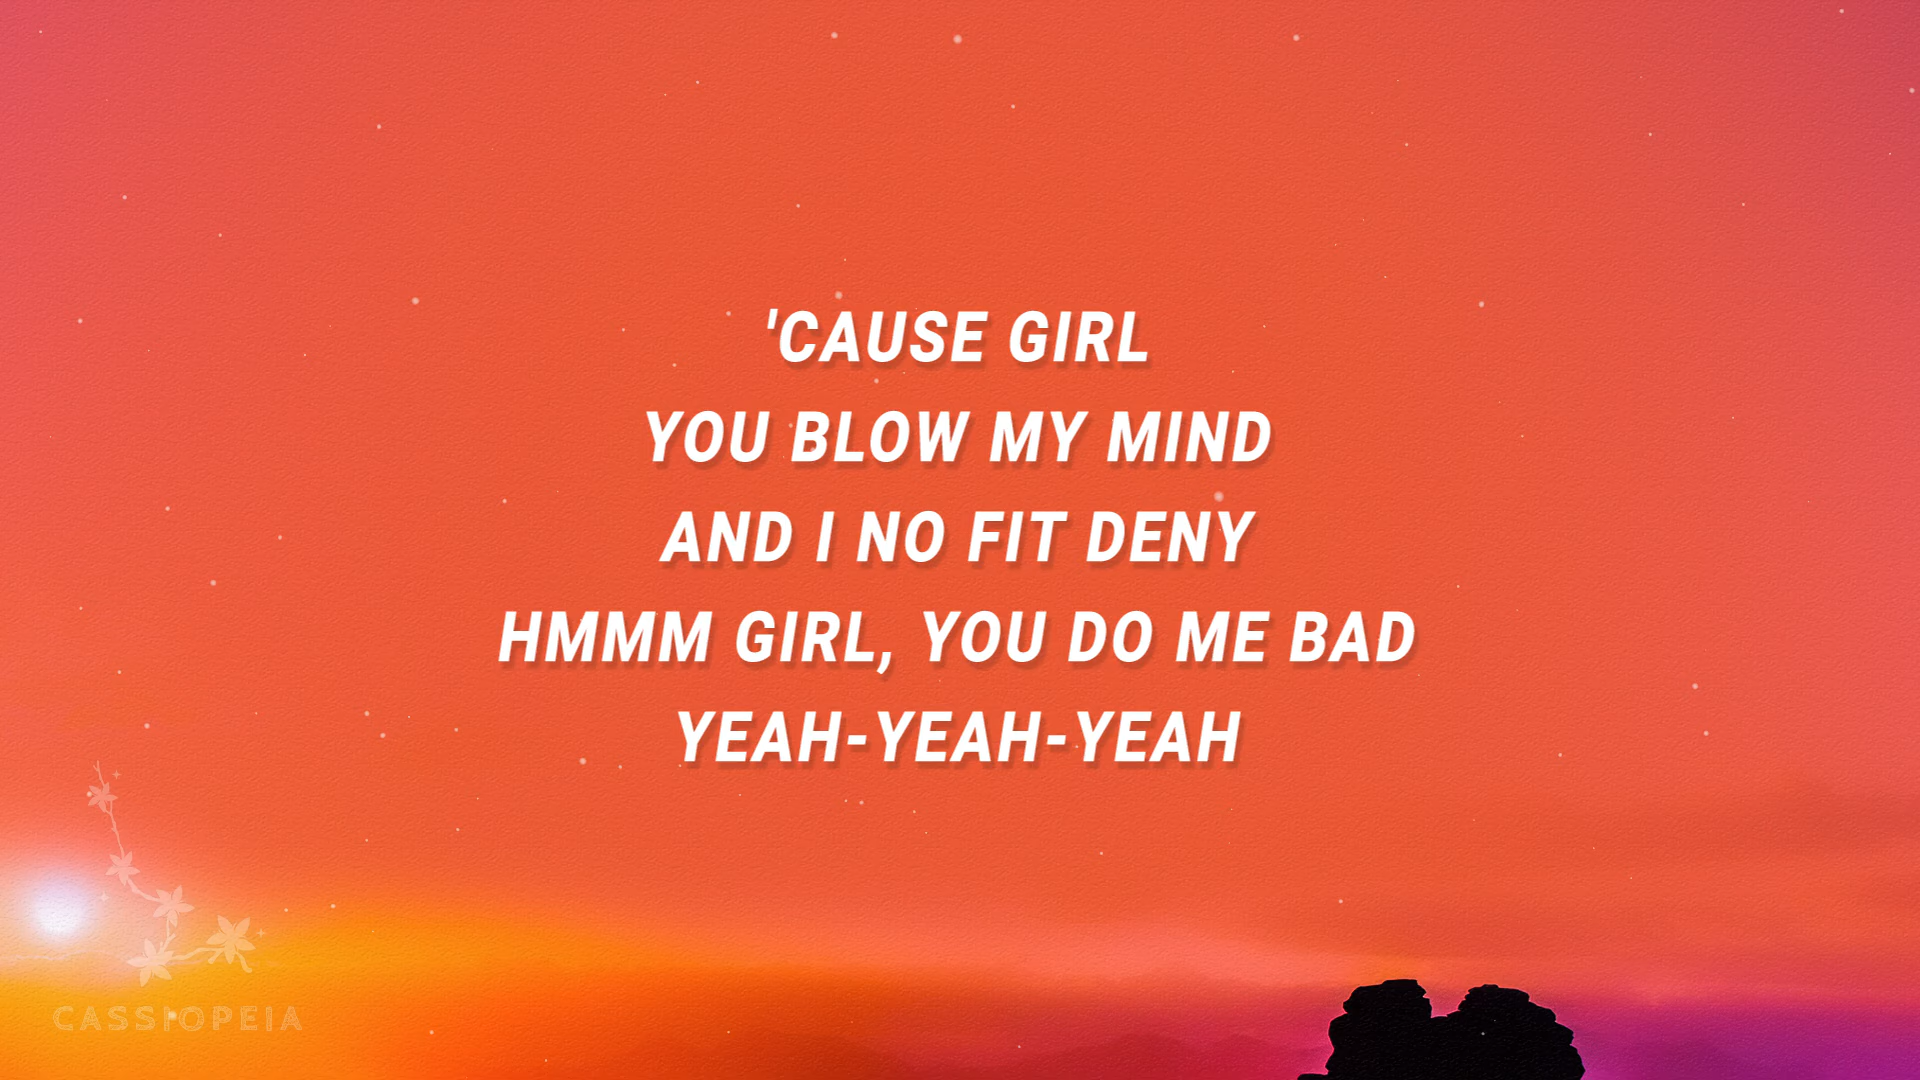 'CAUSE GIRL
YOU BLOW MY MIND
AND I NO FIT DENY
HMMM GIRL, YOU DO ME BAD
YEAH-YEAH-YEAH
CASSIOPEIA